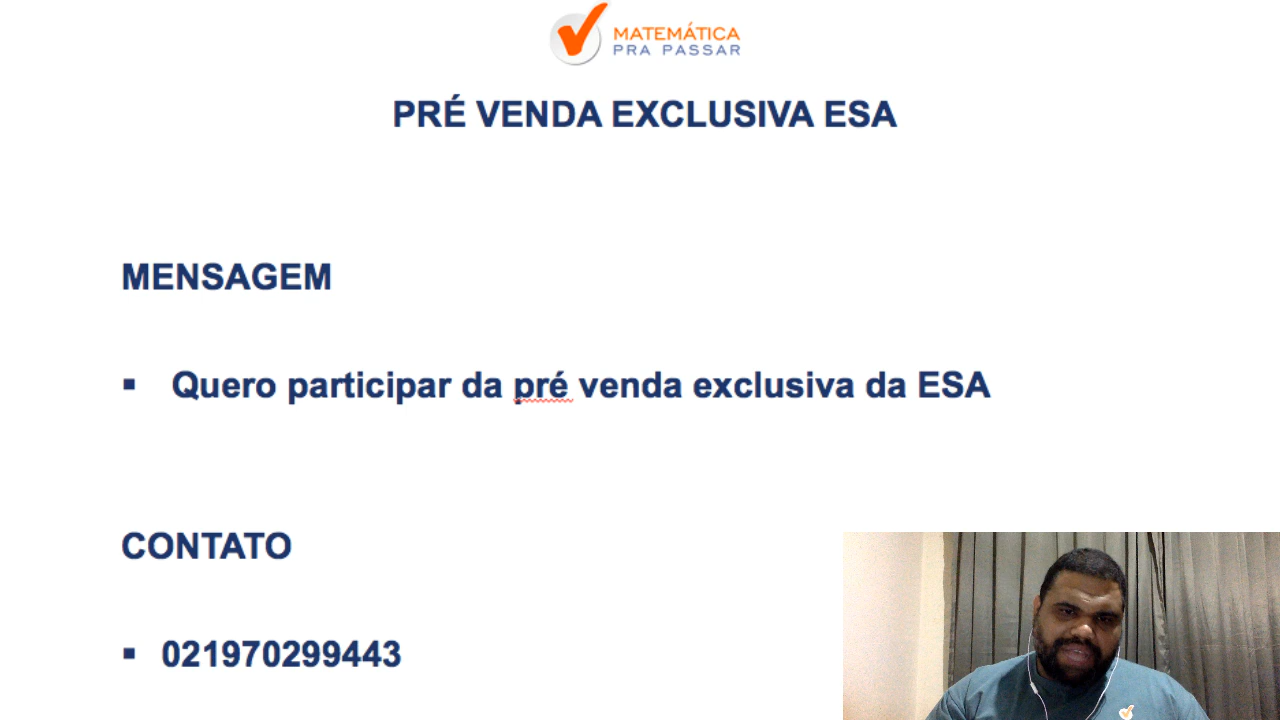 MATEMÁTICA
PRA PASSAR
PRÉ VENDA EXCLUSIVA ESA
MENSAGEM
▪ Quero participar da pré venda exclusiva da ESA
CONTATO
▪ 021970299443